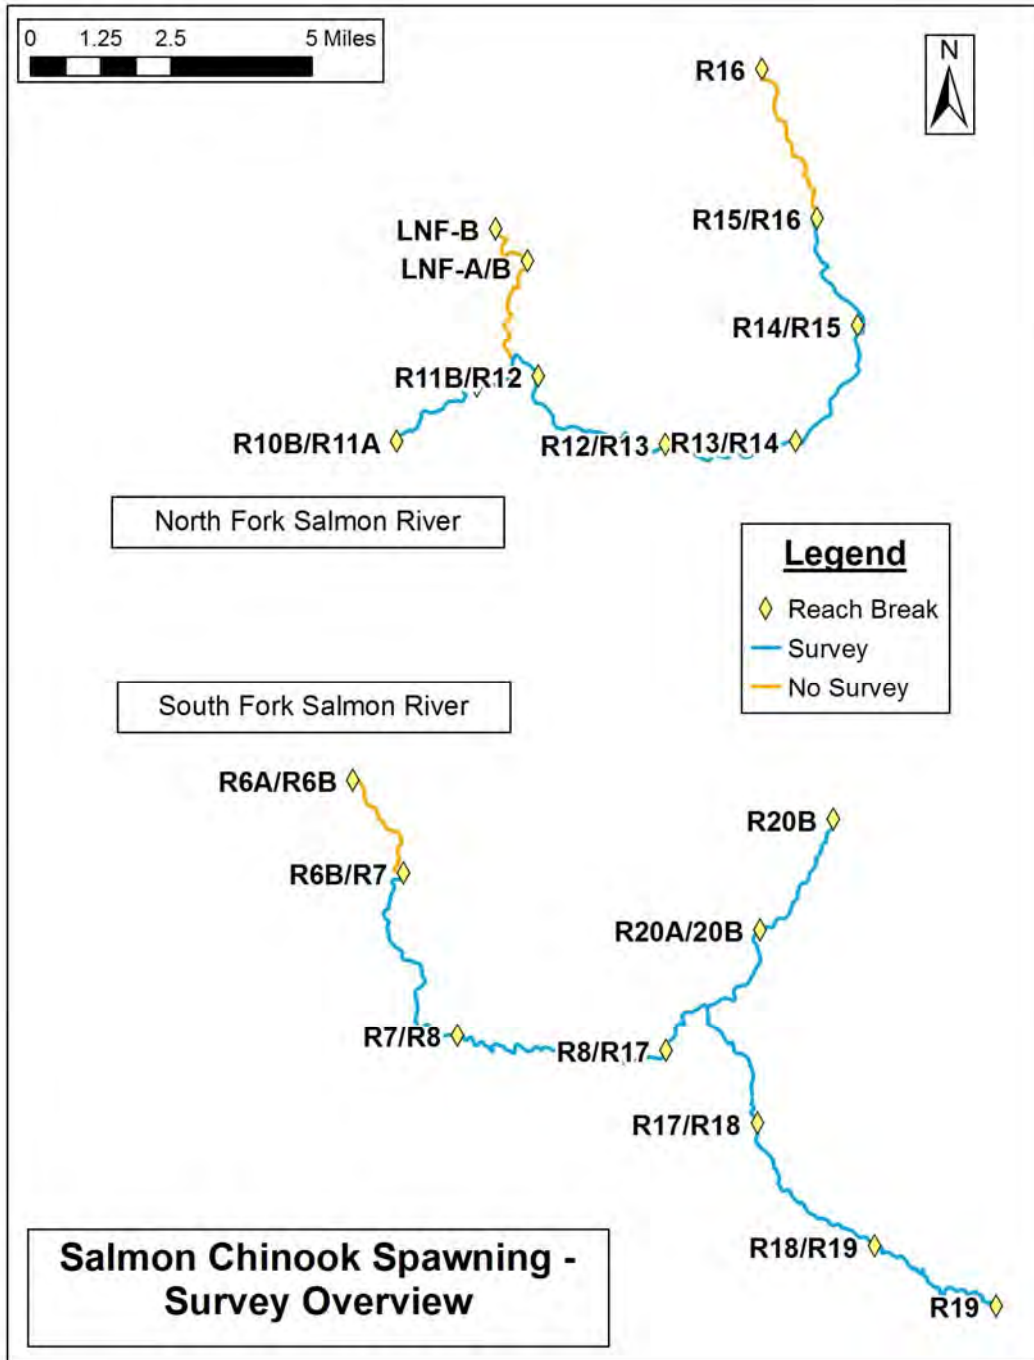 0 1.25 2.5 5 Miles
N
R16
R15/R16
LNF-B
LNF-A/B
R14/R15
R11B/R12
R10B/R11A
R12/R13
R13/R14
North Fork Salmon River
Legend
Reach Break
Survey
No Survey
South Fork Salmon River
R6A/R6B
R20B
R6B/R7
R20A/20B
R7/R8
R8/R17
R17/R18
R18/R19
R19
Salmon Chinook Spawning -
Survey Overview